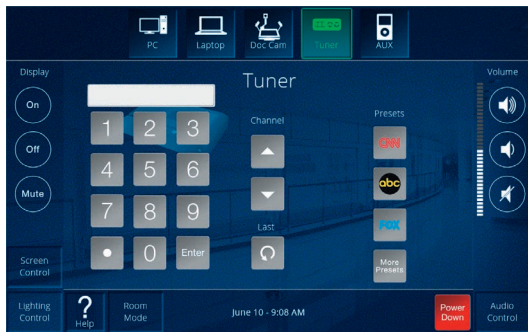 PC
Laptop
Doc Cam
Tuner
AUX
Display
On
Off
Mute
Screen
Control
Tuner
1 2 3
4 5 6
7 8 9
• 0 Enter
Channel
Last
Presets
CNN
abc
FOX
More
Presets
Volume
Lighting
Control
?
Help
Room
Mode
June 10 - 9:08 AM
Power
Down
Audio
Control